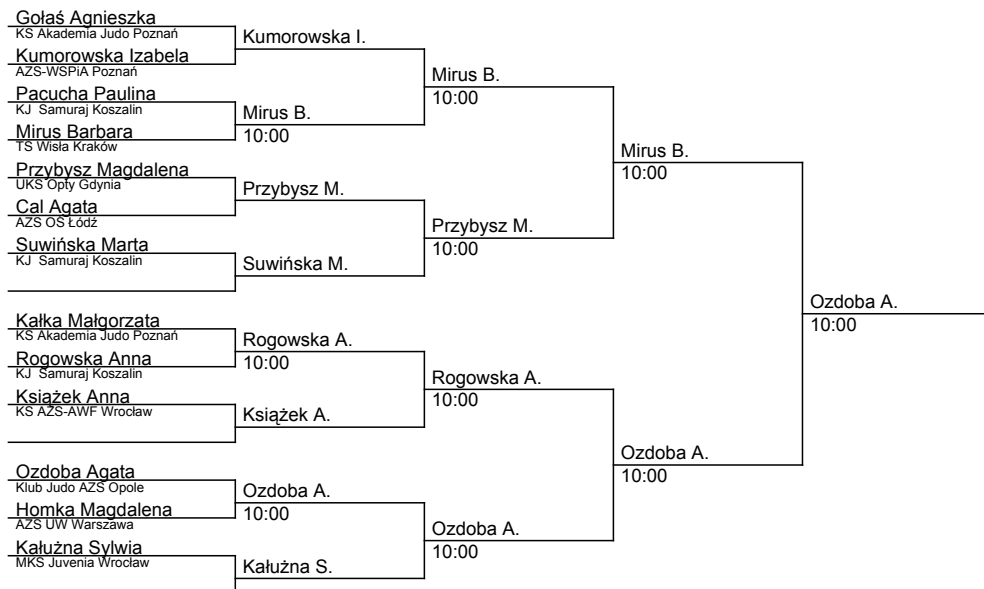 Gołaś Agnieszka
KS Akademia Judo Poznań
Kumorowska Izabela
AZS-WSPiA Poznań
Pacucha Paulina
KJ Samuraj Koszalin
Mirus Barbara
TS Wisła Kraków
Przybysz Magdalena
UKS Opty Gdynia
Cal Agata
AZS OŚ Łódź
Suwińska Marta
KJ Samuraj Koszalin
Kałka Małgorzata
KS Akademia Judo Poznań
Rogowska Anna
KJ Samuraj Koszalin
Książek Anna
KS AZS-AWF Wrocław
Ozdoba Agata
Klub Judo AZS Opole
Homka Magdalena
AZS UW Warszawa
Kałużna Sylwia
MKS Juvenia Wrocław
Kumorowska I.
Mirus B.
10:00
Przybysz M.
Suwińska M.
Rogowska A.
10:00
Książek A.
Ozdoba A.
10:00
Kałużna S.
Mirus B.
10:00
Przybysz M.
10:00
Rogowska A.
10:00
Ozdoba A.
10:00
Mirus B.
10:00
Ozdoba A.
10:00
Ozdoba A.
10:00